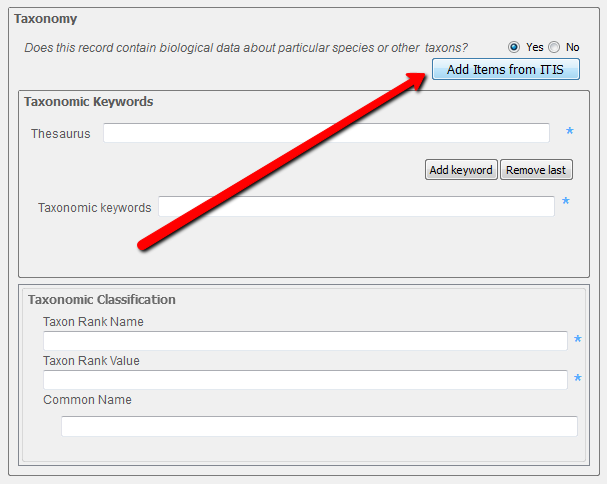 Taxonomy
Does this record contain biological data about particular species or other taxons? Yes No
Add Items from ITIS
Taxonomic Keywords
Thesaurus *
Add keyword Remove last
Taxonomic keywords *
Taxonomic Classification
Taxon Rank Name
*
Taxon Rank Value
*
Common Name